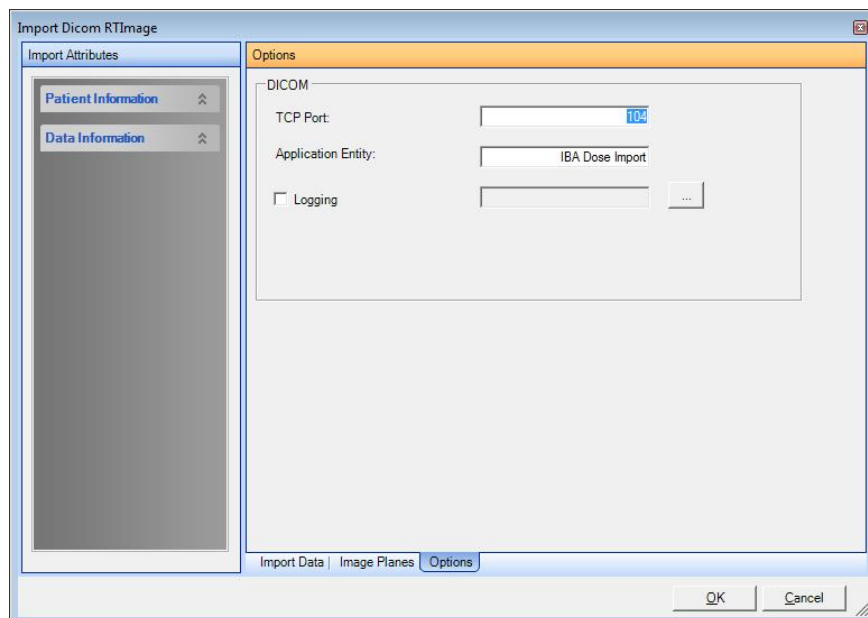 Import Dicom RTImage
Import Attributes
Patient Information
Data Information
Options
DICOM
TCP Port: 104
Application Entity: IBA Dose Import
Logging ...
Import Data | Image Planes Options
OK Cancel